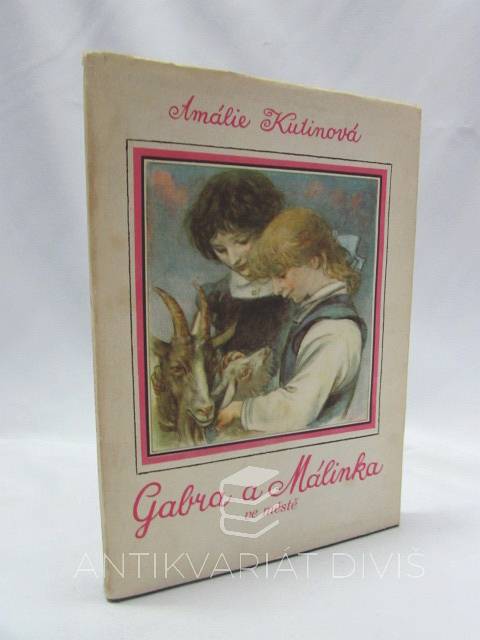 Amálie Kutinová
Gabra a Málinka
ve městě
ANTIKVARIÁT DIVIŠ